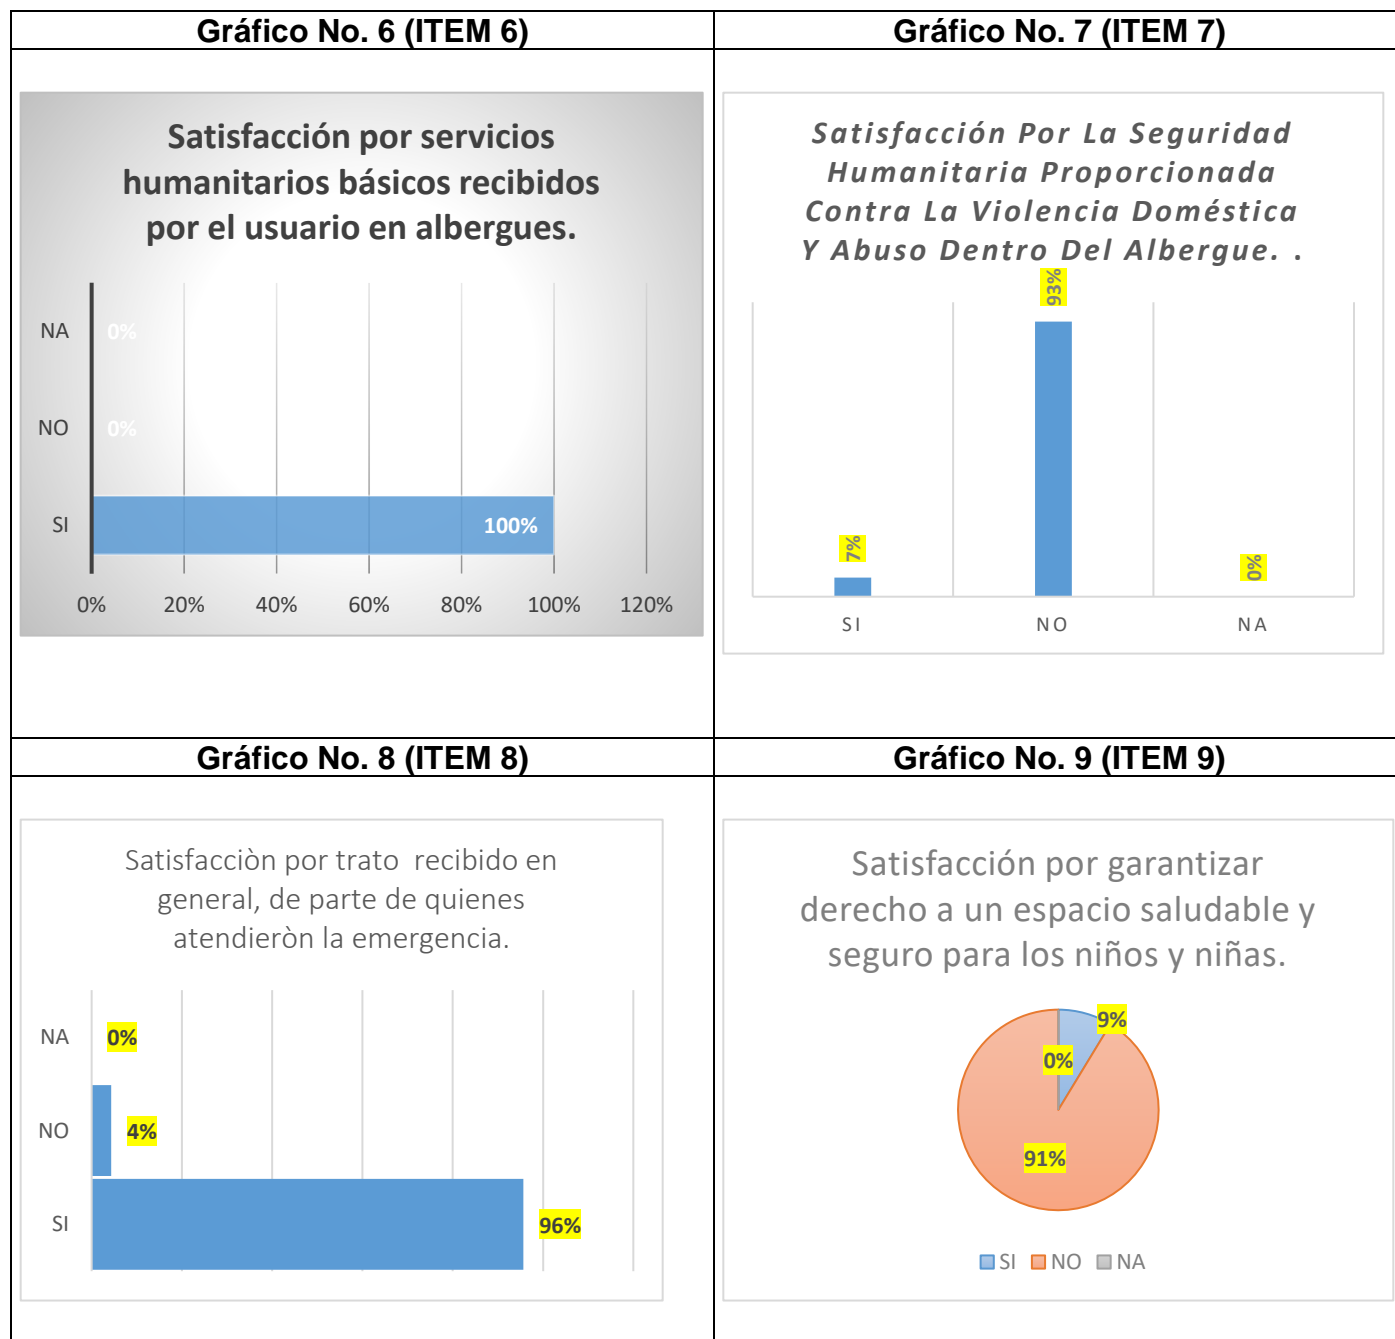 Gráfico No. 6 (ITEM 6)
Gráfico No. 7 (ITEM 7)
Satisfacción por servicios
humanitarios básicos recibidos
por el usuario en albergues.
NA
0%
NO
0%
SI
100%
0% 20% 40% 60% 80% 100% 120%
Satisfacción Por La Seguridad
Humanitaria Proporcionada
Contra La Violencia Doméstica
Y Abuso Dentro Del Albergue. .
7%
93%
0%
SI NO NA
Gráfico No. 8 (ITEM 8)
Gráfico No. 9 (ITEM 9)
Satisfacciòn por trato recibido en
general, de parte de quienes
atendieròn la emergencia.
NA
0%
NO
4%
SI
96%
Satisfacción por garantizar
derecho a un espacio saludable y
seguro para los niños y niñas.
9%
0%
91%
SI NO NA